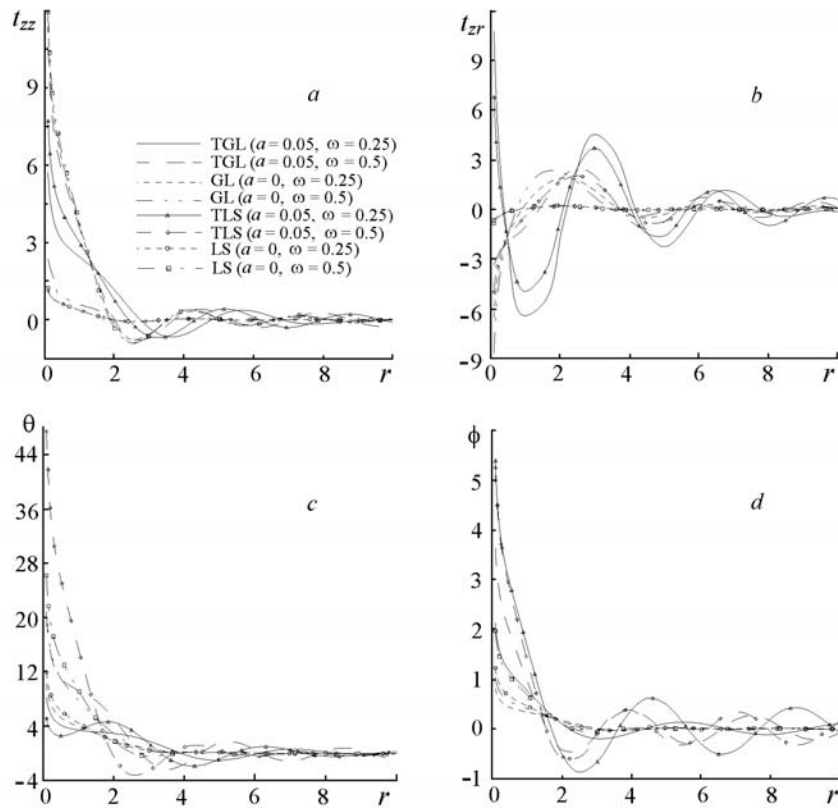 t_zz
a
9
6
3
0
TGL (a = 0.05, ω = 0.25)
TGL (a = 0.05, ω = 0.5)
GL (a = 0, ω = 0.25)
GL (a = 0, ω = 0.5)
TLS (a = 0.05, ω = 0.25)
TLS (a = 0.05, ω = 0.5)
LS (a = 0, ω = 0.25)
LS (a = 0, ω = 0.5)
0 2 4 6 8 r
t_zr
b
9
6
3
0
-3
-6
-9
0 2 4 6 8 r
θ
c
44
36
28
20
12
4
-4
0 2 4 6 8 r
ϕ
d
5
4
3
2
1
0
-1
0 2 4 6 8 r